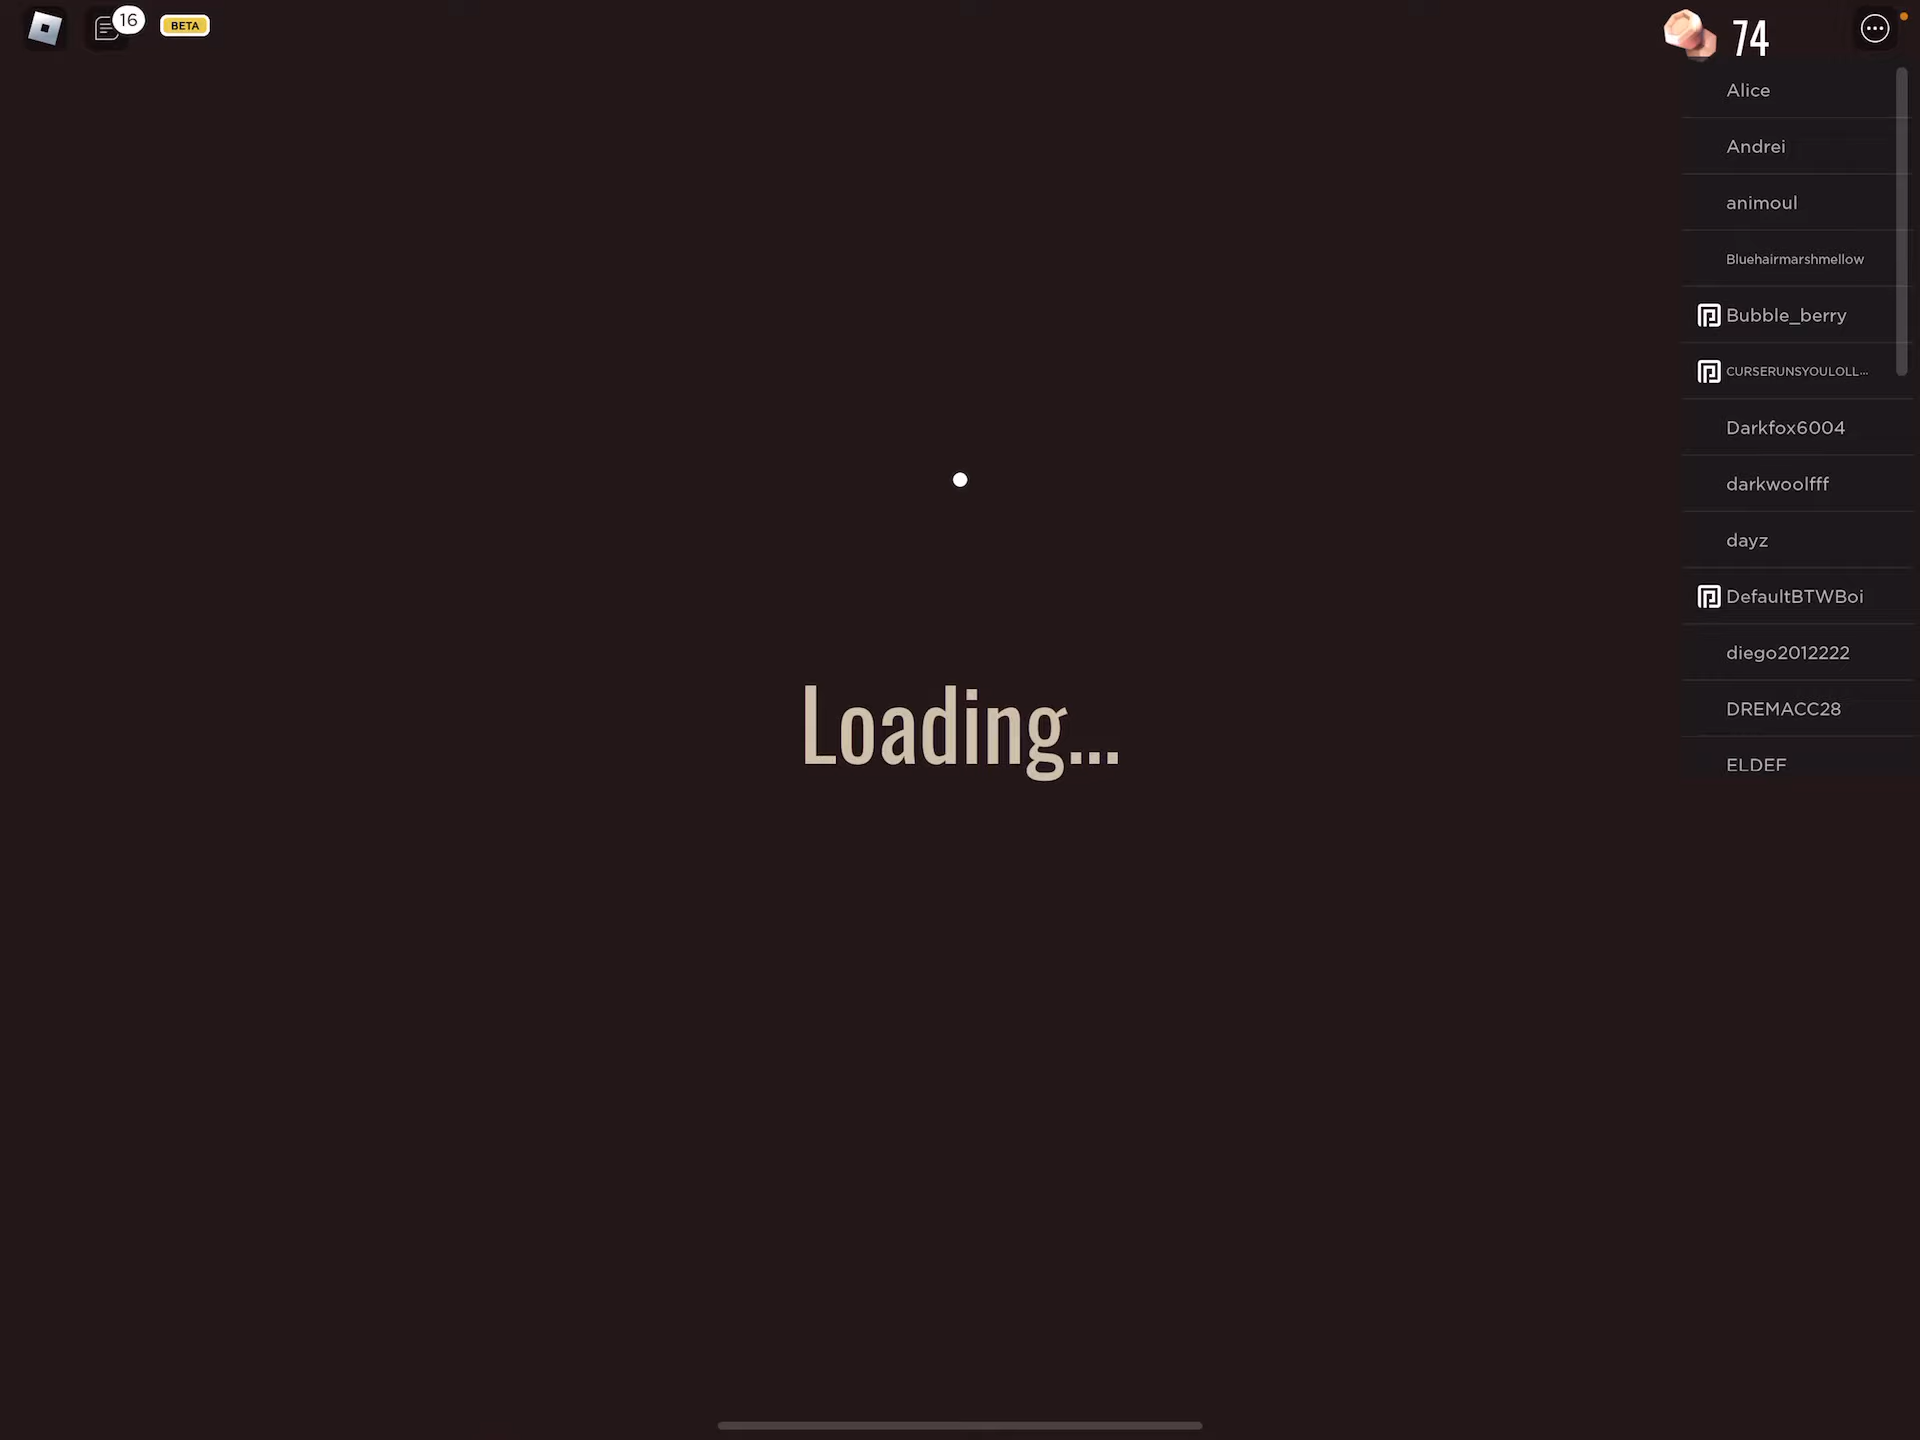 16
BETA
74
Alice
Andrei
animoul
Bluehairmarshmellow
Bubble_berry
CURSERUNSYOULOLL...
Darkfox6004
darkwoolfff
dayz
DefaultBTWBoi
diego2012222
DREMACC28
ELDEF
Loading...